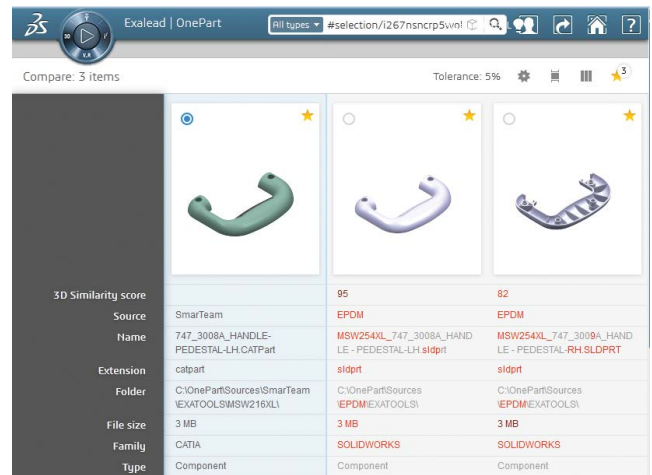 Exalead | OnePart
All types #selection/i267nsncrp5wnl
Compare: 3 items
Tolerance: 5%
3
3D Similarity score
95
82
Source
SmarTeam
EPDM
EPDM
Name
747_3008A_HANDLE-
PEDESTAL-LH.CATPart
MSW254XL_747_3008A_HAND
LE - PEDESTAL-LH.sldprt
MSW254XL_747_3009A_HAND
LE - PEDESTAL-RH.SLDPRT
Extension
catpart
sldprt
sldprt
Folder
C:\OnePart\Sources\SmarTeam
\EXATOOLS\MSW216XL\
C:\OnePart\Sources
\EPDM\EXATOOLS\
C:\OnePart\Sources
\EPDM\EXATOOLS\
File size
3 MB
3 MB
3 MB
Family
CATIA
SOLIDWORKS
SOLIDWORKS
Type
Component
Component
Component